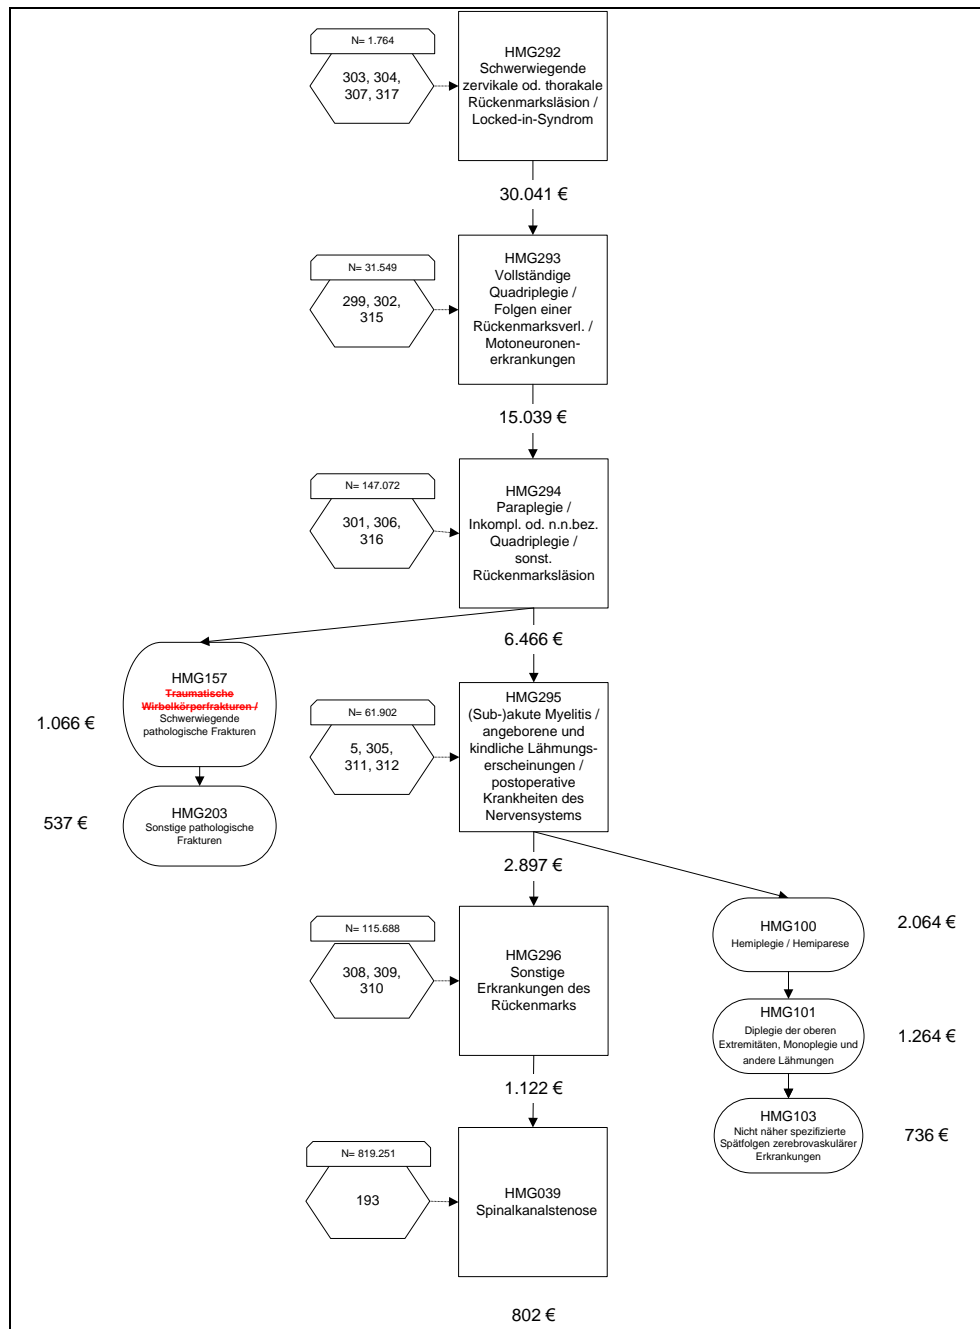 N= 1.764
303, 304,
307, 317
HMG292
Schwerwiegende
zervikale od. thorakale
Rückenmarksläsion /
Locked-in-Syndrom
30.041 €
N= 31.549
299, 302,
315
HMG293
Vollständige
Quadriplegie /
Folgen einer
Rückenmarksverl. /
Motoneuronen-
erkrankungen
15.039 €
N= 147.072
301, 306,
316
HMG294
Paraplegie /
Inkompl. od. n.n.bez.
Quadriplegie /
sonst.
Rückenmarksläsion
6.466 €
HMG157
Traumatische
Wirbelkörperfrakturen /
Schwerwiegende
pathologische Frakturen
1.066 €
HMG203
Sonstige pathologische
Frakturen
537 €
N= 61.902
5, 305,
311, 312
HMG295
(Sub-)akute Myelitis /
angeborene und
kindliche Lähmungs-
erscheinungen /
postoperative
Krankheiten des
Nervensystems
2.897 €
N= 115.688
308, 309,
310
HMG296
Sonstige
Erkrankungen des
Rückenmarks
1.122 €
HMG100
Hemiplegie / Hemiparese
2.064 €
HMG101
Diplegie der oberen
Extremitäten, Monoplegie und
andere Lähmungen
1.264 €
HMG103
Nicht näher spezifizierte
Spätfolgen zerebrovaskulärer
Erkrankungen
736 €
N= 819.251
193
HMG039
Spinalkanalstenose
802 €